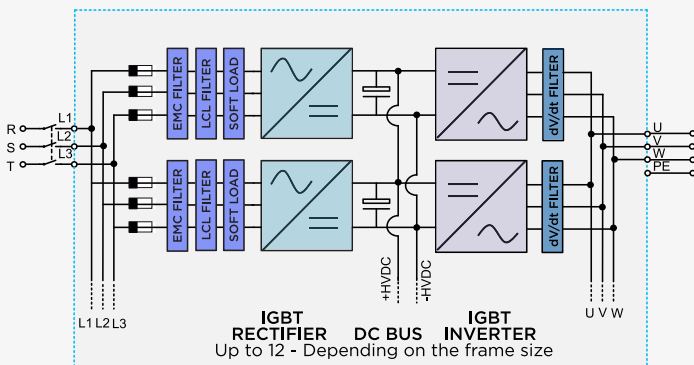 L1
R
L2
S
L3
T
EMC FILTER
LCL FILTER
SOFT LOAD
dV/dt FILTER
U
V
W
PE
EMC FILTER
LCL FILTER
SOFT LOAD
dV/dt FILTER
+HVDC
-HVDC
L1 L2 L3
U V W
IGBT RECTIFIER
DC BUS
IGBT INVERTER
Up to 12 - Depending on the frame size